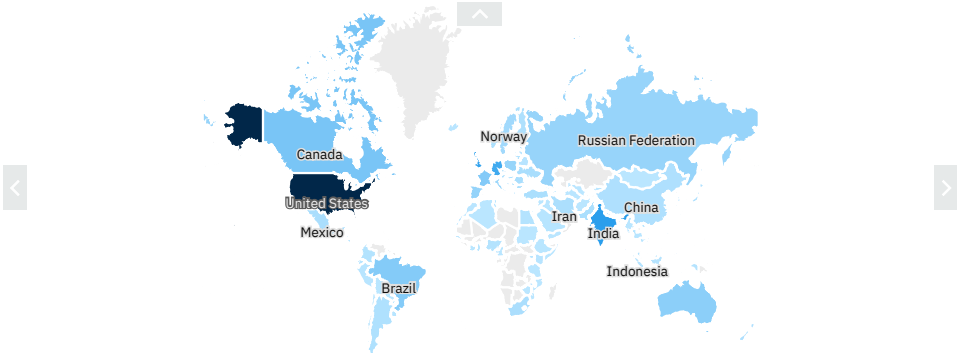 Norway
Russian Federation
Canada
United States
China
Iran
Mexico
India
Indonesia
Brazil